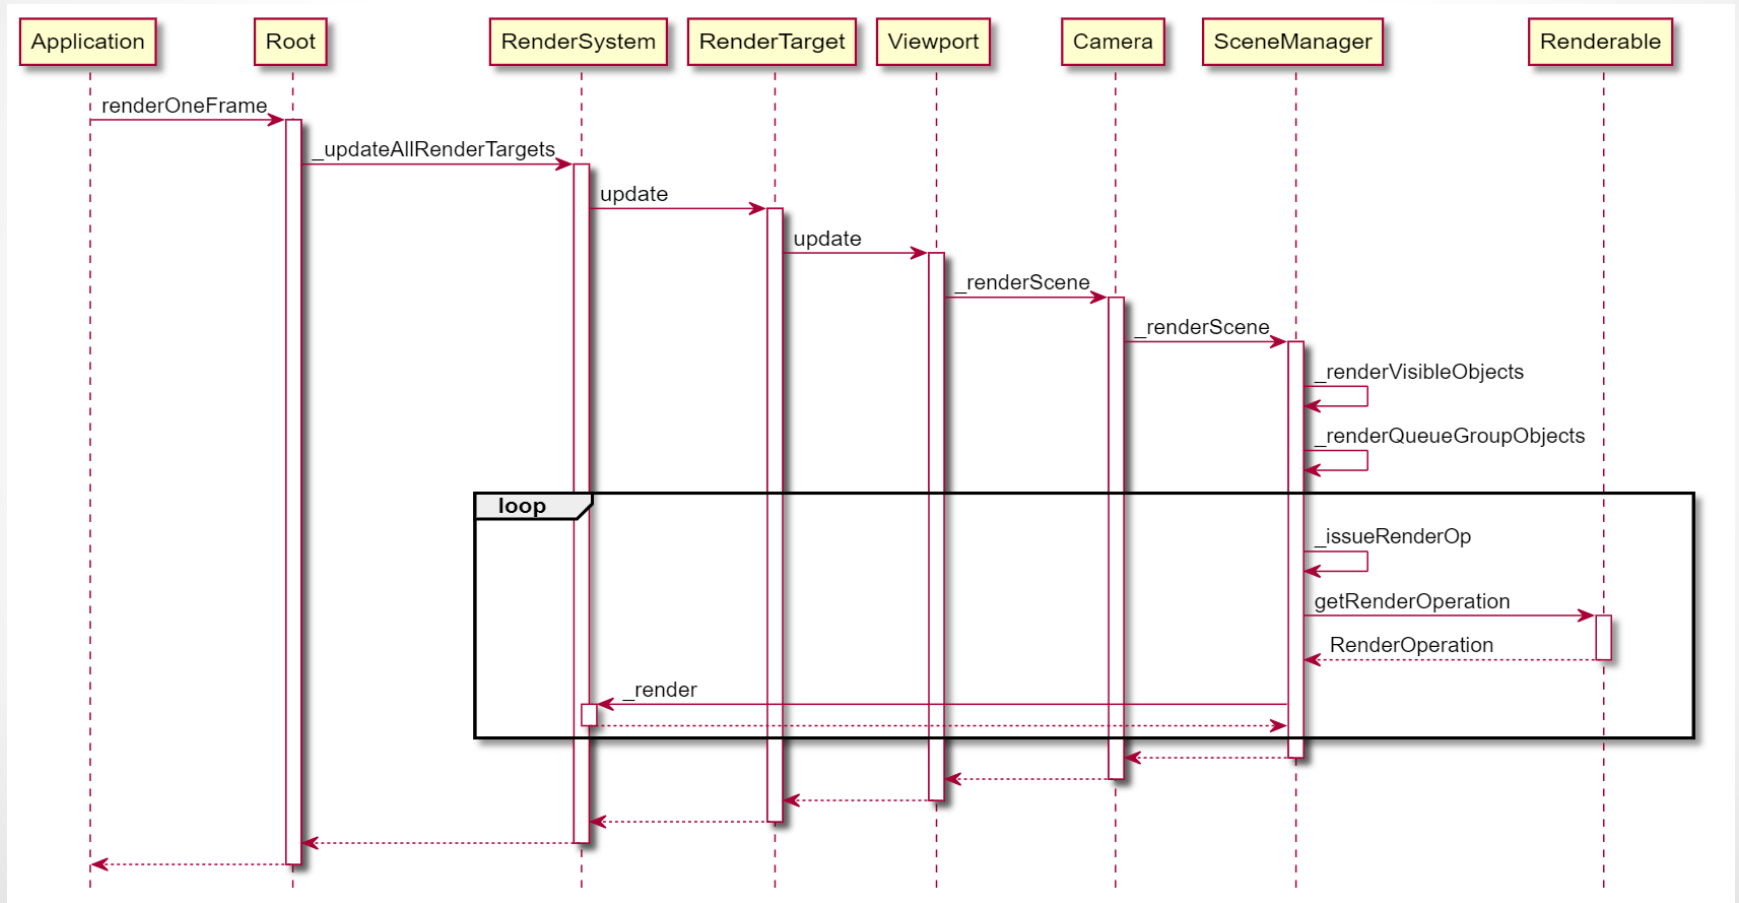 Application Root RenderSystem RenderTarget Viewport Camera SceneManager Renderable
renderOneFrame
_updateAllRenderTargets
update
update
_renderScene
_renderScene
_renderVisibleObjects
_renderQueueGroupObjects
loop
_issueRenderOp
getRenderOperation
RenderOperation
_render